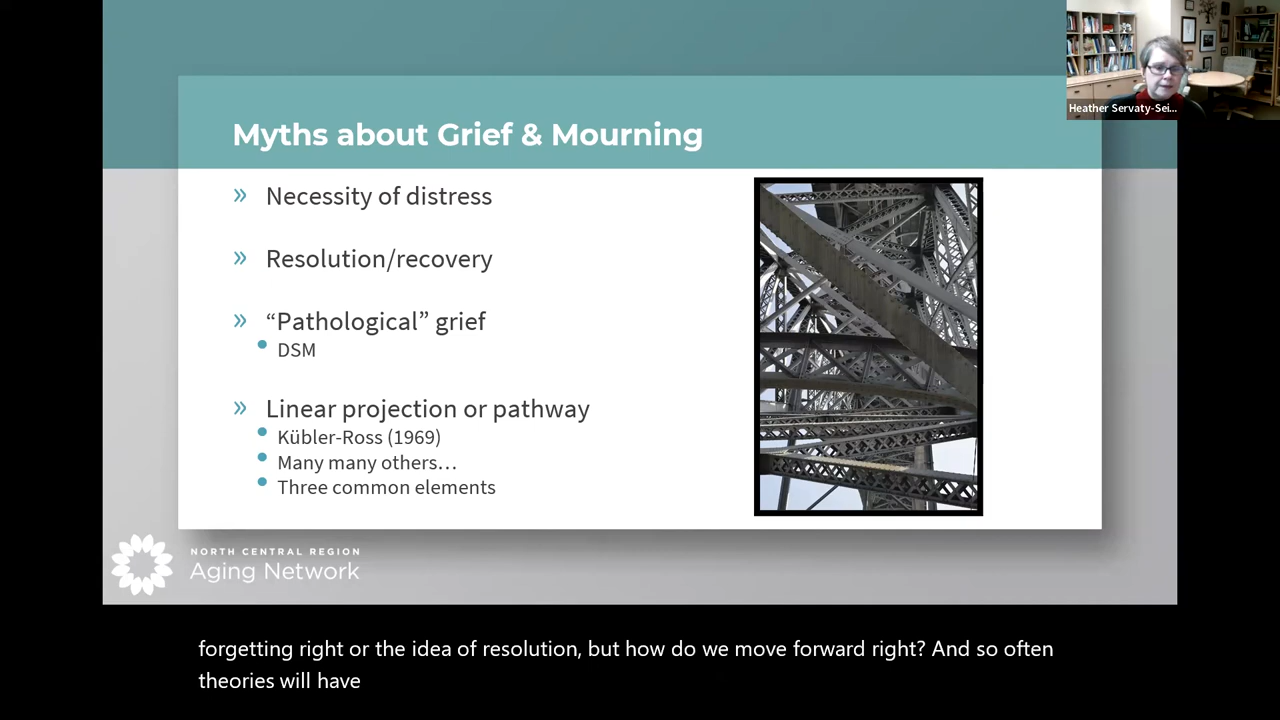 Heather Servaty-Sei...
Myths about Grief & Mourning
» Necessity of distress
» Resolution/recovery
» “Pathological” grief
• DSM
» Linear projection or pathway
• Kübler-Ross (1969)
• Many many others…
• Three common elements
NORTH CENTRAL REGION
Aging Network
forgetting right or the idea of resolution, but how do we move forward right? And so often
theories will have